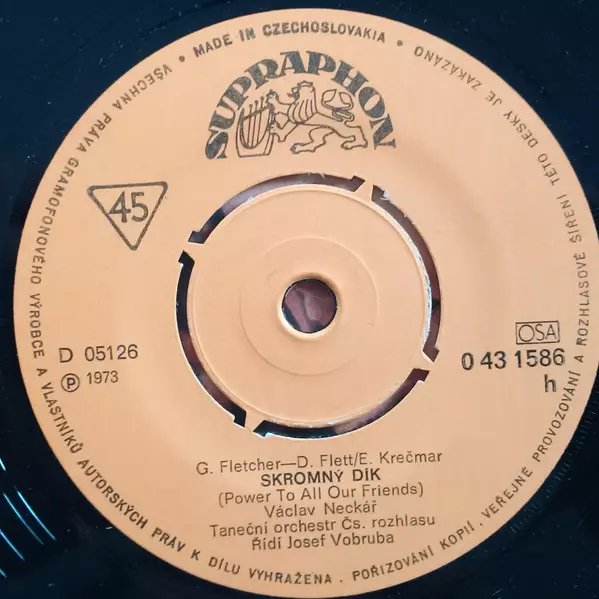 • MADE IN CZECHOSLOVAKIA •
VŠECHNA PRÁVA GRAMOFONOVÉHO VÝROBCE A VLASTNÍKŮ AUTORSKÝCH PRÁV K DÍLU VYHRAŽENA. POŘIZOVÁNÍ KOPIÍ, VEŘEJNÉ PROVOZOVÁNÍ A ROZHLASOVÉ ŠÍŘENÍ TÉTO DESKY JE ZAKÁZÁNO
SUPRAPHON
45
D 05126
Ⓟ 1973
OSA
0 43 1586
h
G. Fletcher—D. Flett/E. Krečmar
SKROMNÝ DÍK
(Power To All Our Friends)
Václav Neckář
Taneční orchestr Čs. rozhlasu
Řídí Josef Vobruba